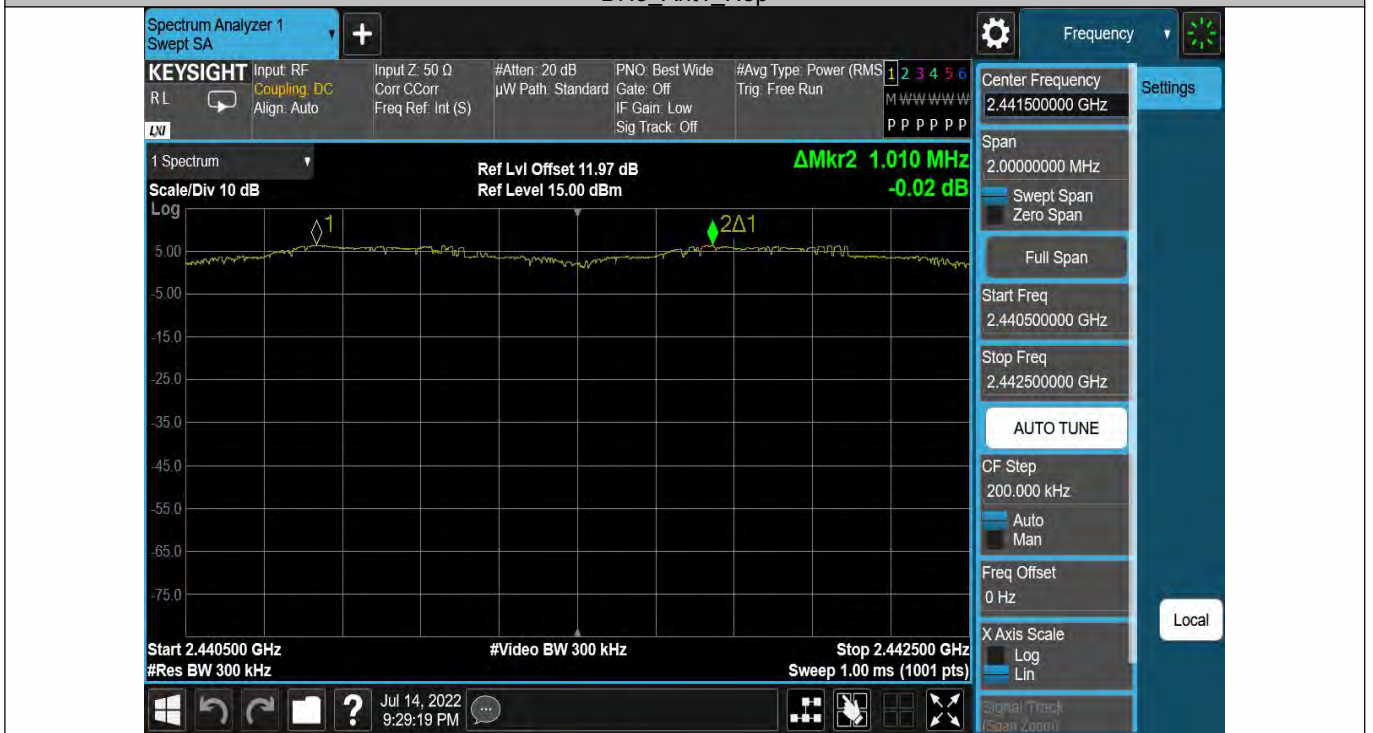 Spectrum Analyzer 1
Swept SA
Frequency
KEYSIGHT
RL
LXI
Input: RF
Coupling: DC
Align: Auto
Input Z: 50 Ω
Corr CCorr
Freq Ref: Int (S)
#Atten: 20 dB
µW Path: Standard
PNO: Best Wide
Gate: Off
IF Gain: Low
Sig Track: Off
#Avg Type: Power (RMS
Trig: Free Run
1 2 3 4 5 6
M W W W W W
P P P P P P
Center Frequency
2.441500000 GHz
Settings
1 Spectrum
Ref Lvl Offset 11.97 dB
ΔMkr2 1.010 MHz
Scale/Div 10 dB
Ref Level 15.00 dBm
-0.02 dB
Log
1
2Δ1
5.00
-5.00
-15.0
-25.0
-35.0
-45.0
-55.0
-65.0
-75.0
Start 2.440500 GHz
#Video BW 300 kHz
Stop 2.442500 GHz
#Res BW 300 kHz
Sweep 1.00 ms (1001 pts)
Span
2.00000000 MHz
Swept Span
Zero Span
Full Span
Start Freq
2.440500000 GHz
Stop Freq
2.442500000 GHz
AUTO TUNE
CF Step
200.000 kHz
Auto
Man
Freq Offset
0 Hz
X Axis Scale
Log
Lin
Signal Track
(Span Zoom)
Local
?
Jul 14, 2022
9:29:19 PM